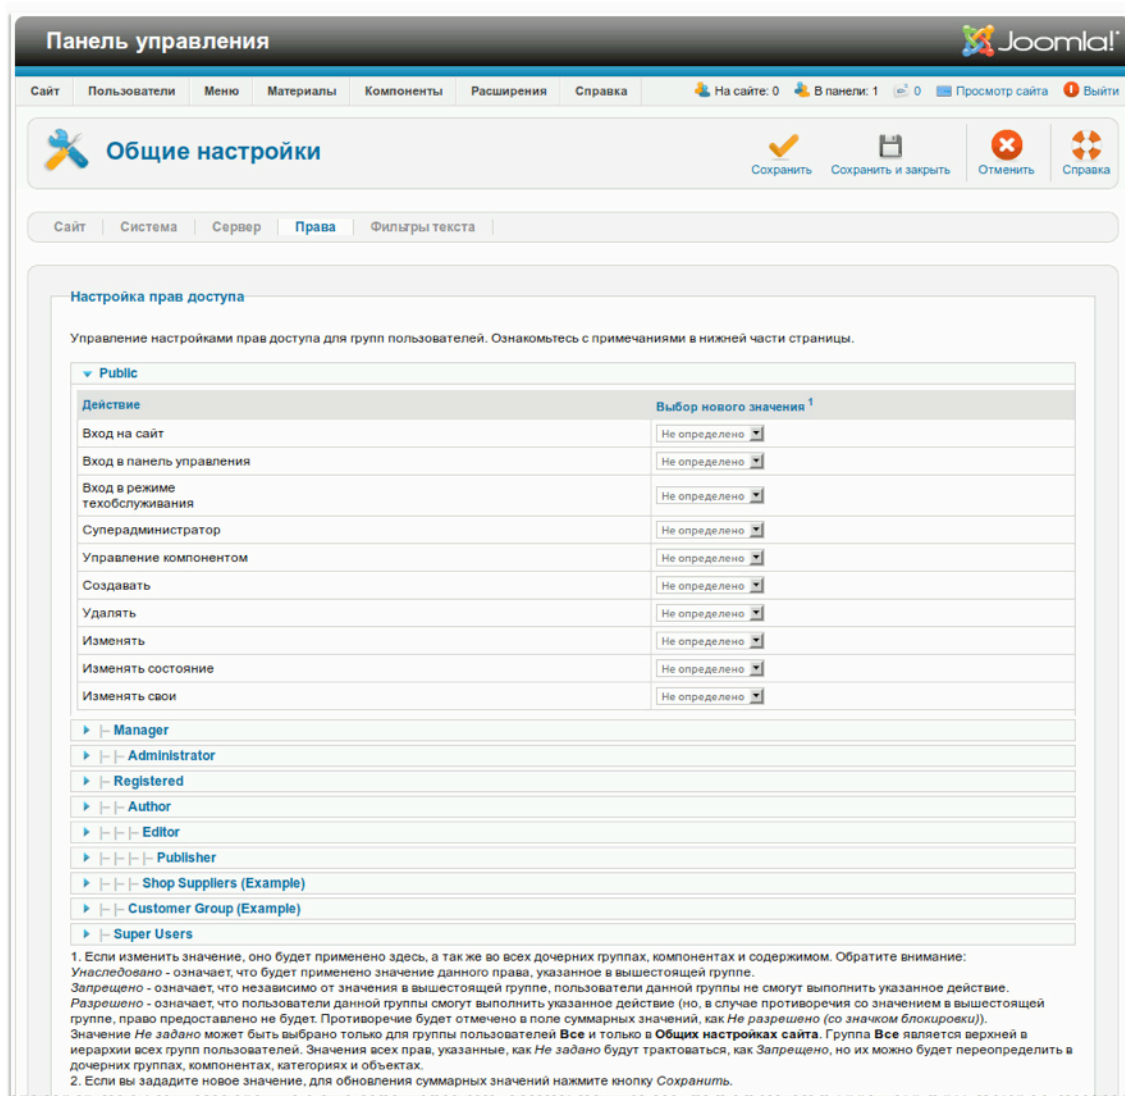 Панель управления
Joomla!
Сайт Пользователи Меню Материалы Компоненты Расширения Справка На сайте: 0 В панели: 1 0 Просмотр сайта Выйти
Общие настройки
Сохранить Сохранить и закрыть Отменить Справка
Сайт Система Сервер Права Фильтры текста
Настройка прав доступа
Управление настройками прав доступа для групп пользователей. Ознакомьтесь с примечаниями в нижней части страницы.
Public
Действие Выбор нового значения 1
Вход на сайт Не определено
Вход в панель управления Не определено
Вход в режиме
техобслуживания Не определено
Суперадминистратор Не определено
Управление компонентом Не определено
Создавать Не определено
Удалять Не определено
Изменять Не определено
Изменять состояние Не определено
Изменять свои Не определено
|– Manager
|– |– Administrator
|– Registered
|– |– Author
|– |– |– Editor
|– |– |– |– Publisher
|– |– |– Shop Suppliers (Example)
|– |– Customer Group (Example)
|– Super Users
1. Если изменить значение, оно будет применено здесь, а так же во всех дочерних группах, компонентах и содержимом. Обратите внимание:
Унаследовано - означает, что будет применено значение данного права, указанное в вышестоящей группе.
Запрещено - означает, что независимо от значения в вышестоящей группе, пользователи данной группы не смогут выполнить указанное действие.
Разрешено - означает, что пользователи данной группы смогут выполнить указанное действие (но, в случае противоречия со значением в вышестоящей
группе, право предоставлено не будет. Противоречие будет отмечено в поле суммарных значений, как Не разрешено (со значком блокировки)).
Значение Не задано может быть выбрано только для группы пользователей Все и только в Общих настройках сайта. Группа Все является верхней в
иерархии всех групп пользователей. Значения всех прав, указанные, как Не задано будут трактоваться, как Запрещено, но их можно будет переопределить в
дочерних группах, компонентах, категориях и объектах.
2. Если вы зададите новое значение, для обновления суммарных значений нажмите кнопку Сохранить.